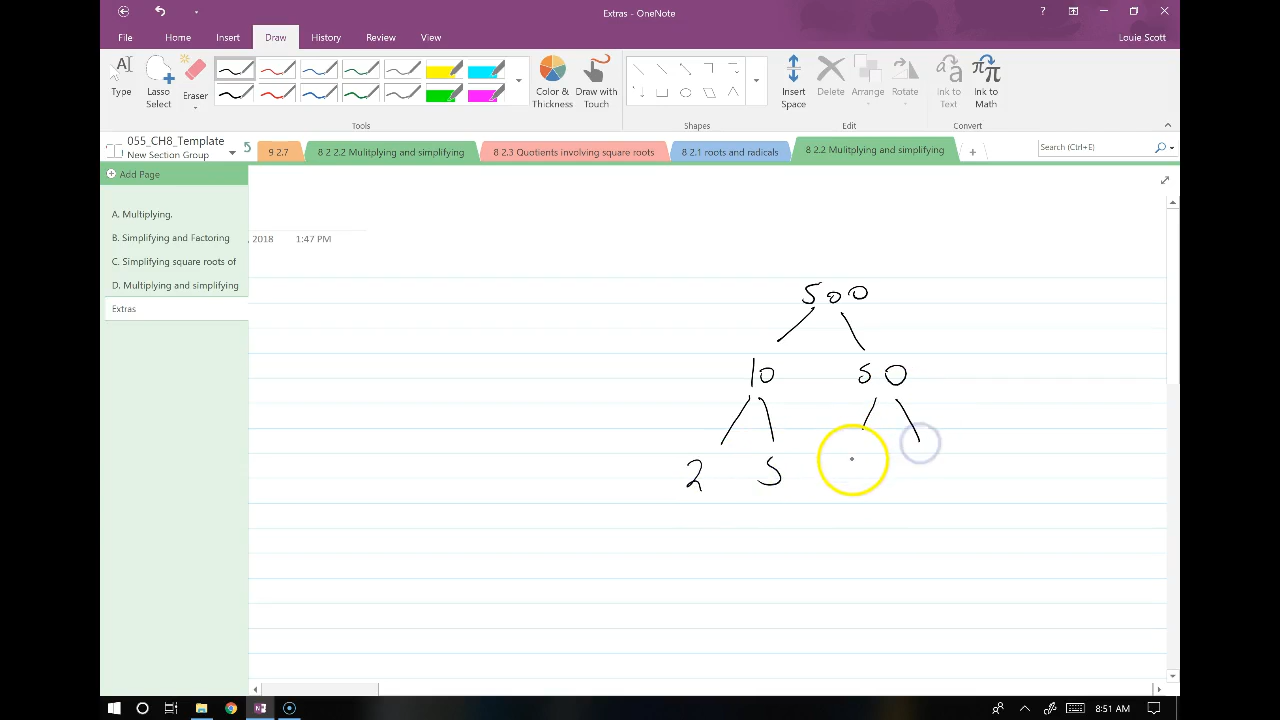 Extras - OneNote
?
File Home Insert Draw History Review View
Louie Scott
Type
Lasso Select
Eraser
Color & Thickness
Draw with Touch
Insert Space
Delete
Arrange
Rotate
Ink to Text
Ink to Math
Tools
Shapes
Edit
Convert
055_CH8_Template
New Section Group
9 2.7
8 2.2.2 Mulitplying and simplifying
8 2.3 Quotients involving square roots
8 2.1 roots and radicals
8 2.2 Mulitplying and simplifying
Search (Ctrl+E)
Add Page
A. Multiplying.
B. Simplifying and Factoring
C. Simplifying square roots of
D. Multiplying and simplifying
Extras
, 2018 1:47 PM
500
10 50
2 5
8:51 AM